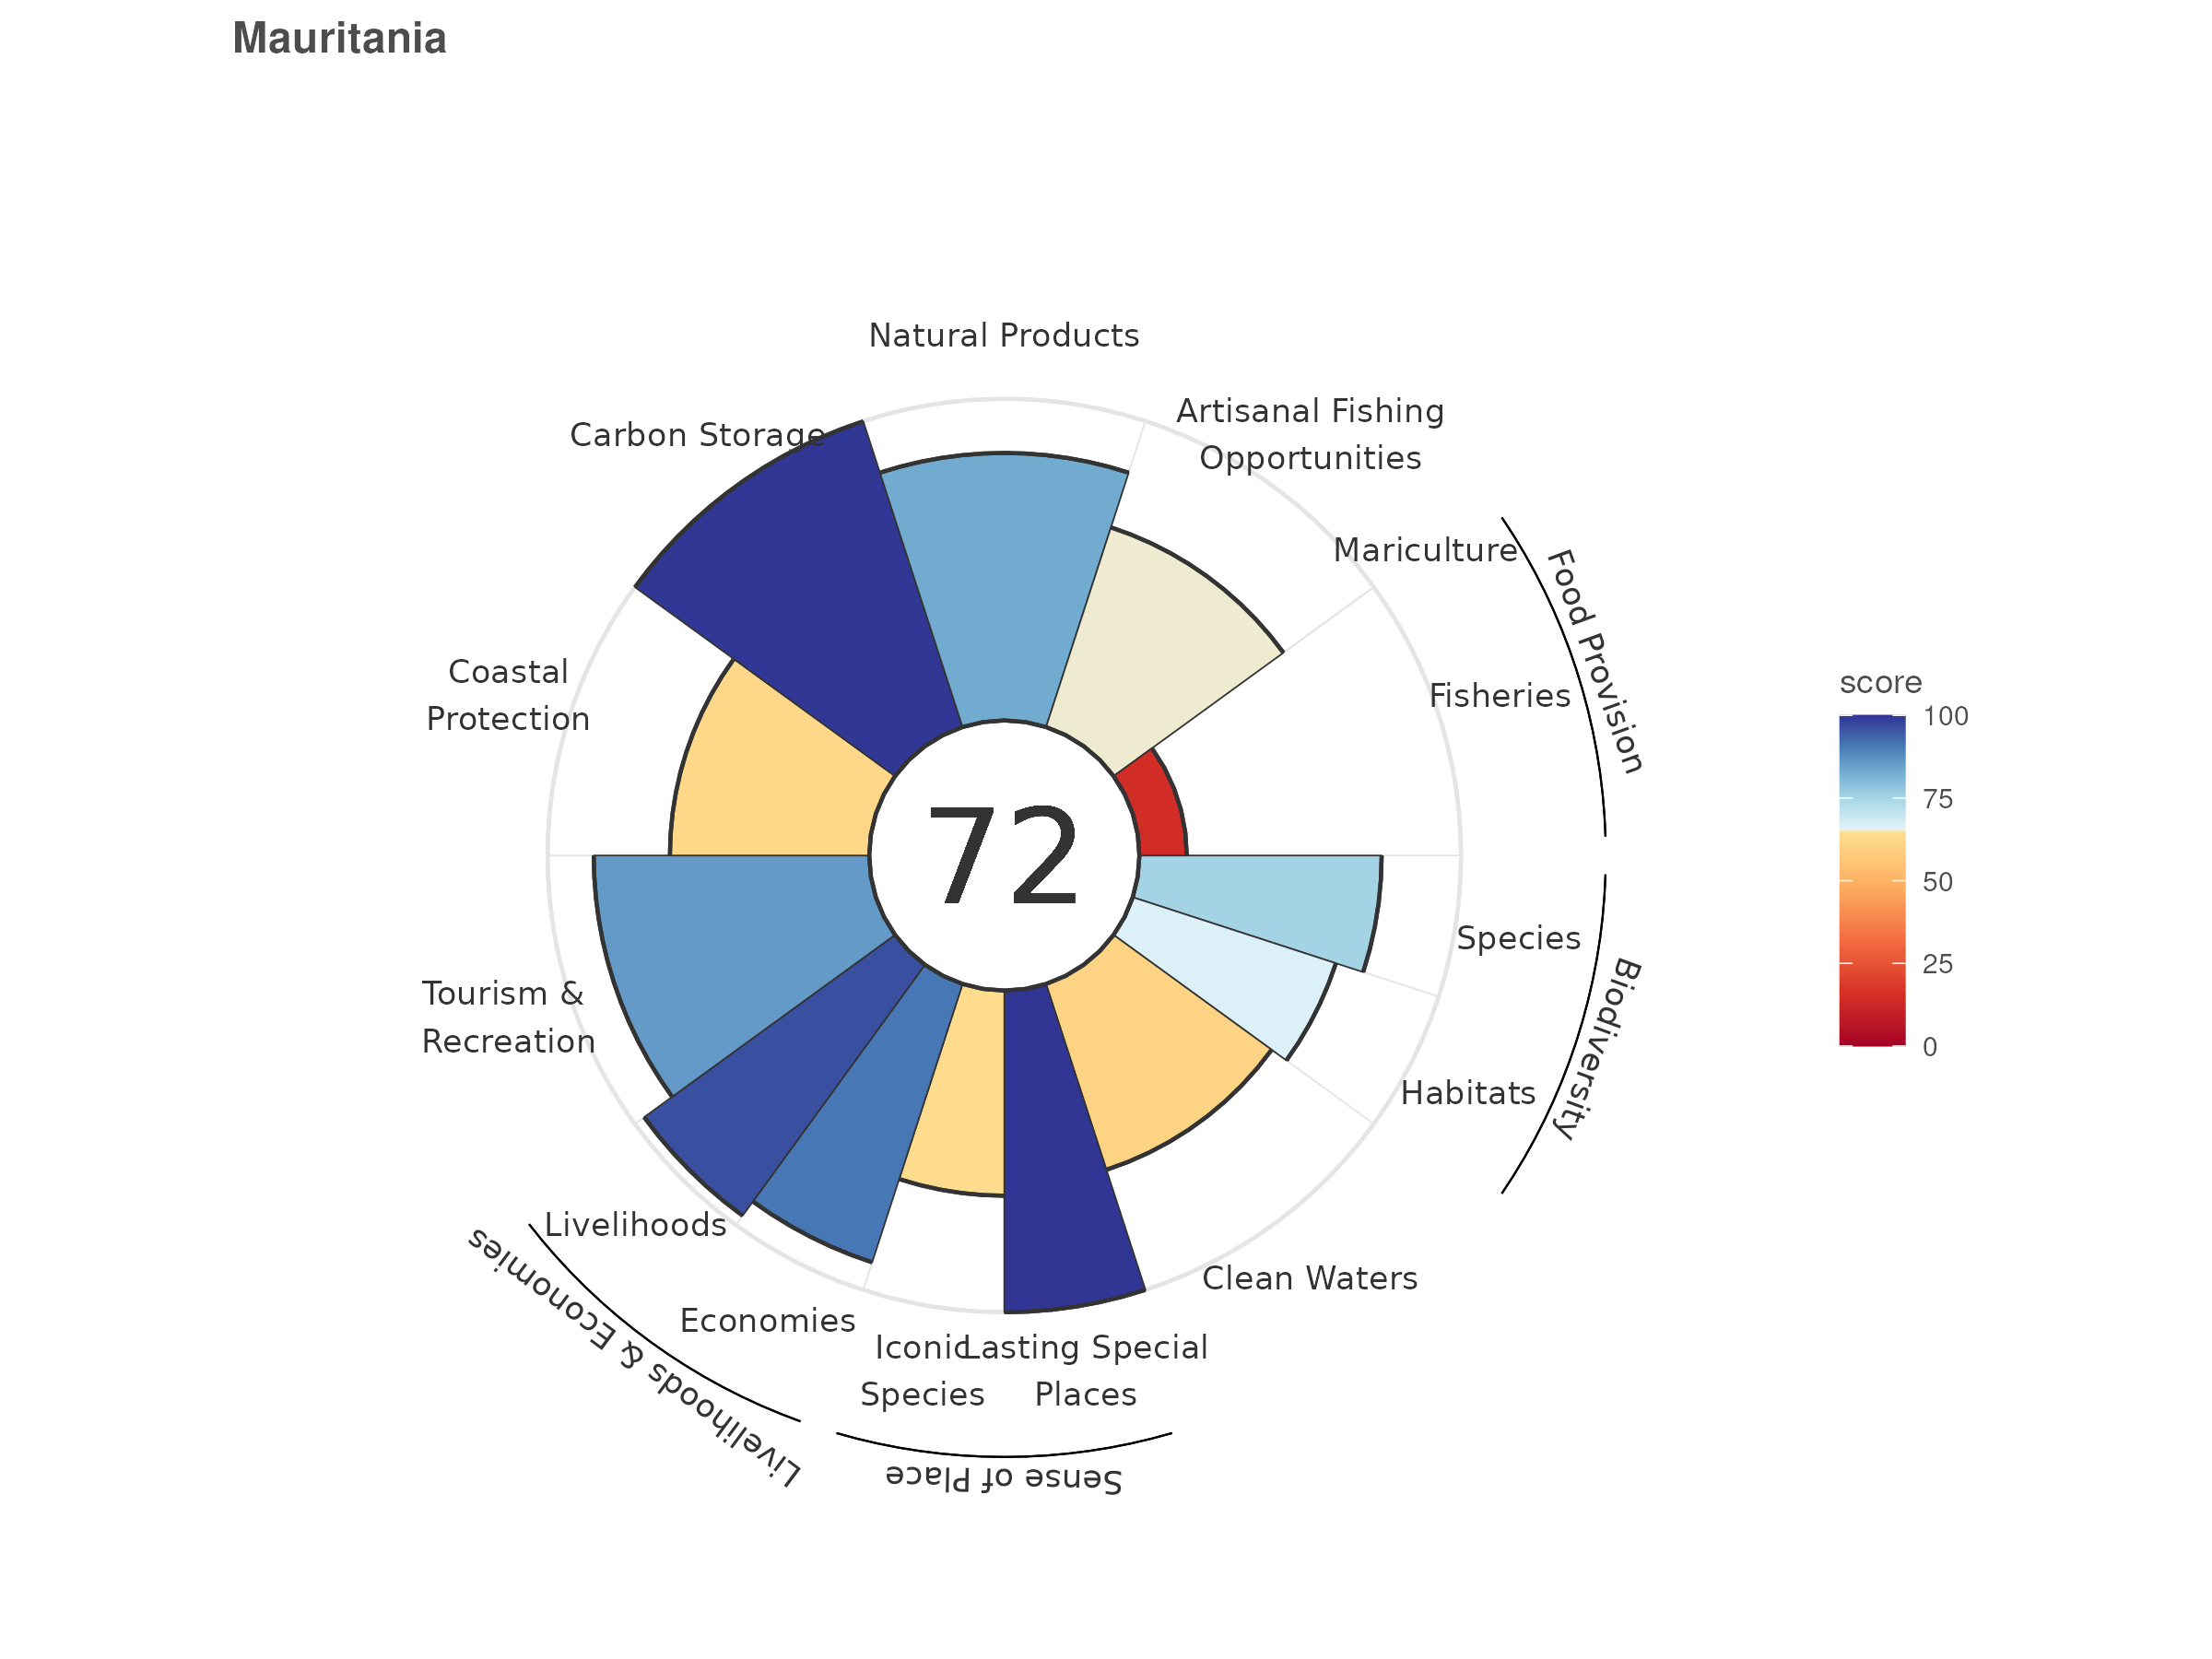 Mauritania
Natural Products
Artisanal Fishing
Opportunities
Carbon Storage
Mariculture
Food Provision
Fisheries
Coastal
Protection
score
100
75
50
25
0
72
Species
Biodiversity
Habitats
Tourism &
Recreation
Livelihoods
Clean Waters
Economies
Livelihoods & Economies
Iconic
Species
Lasting Special
Places
Sense of Place